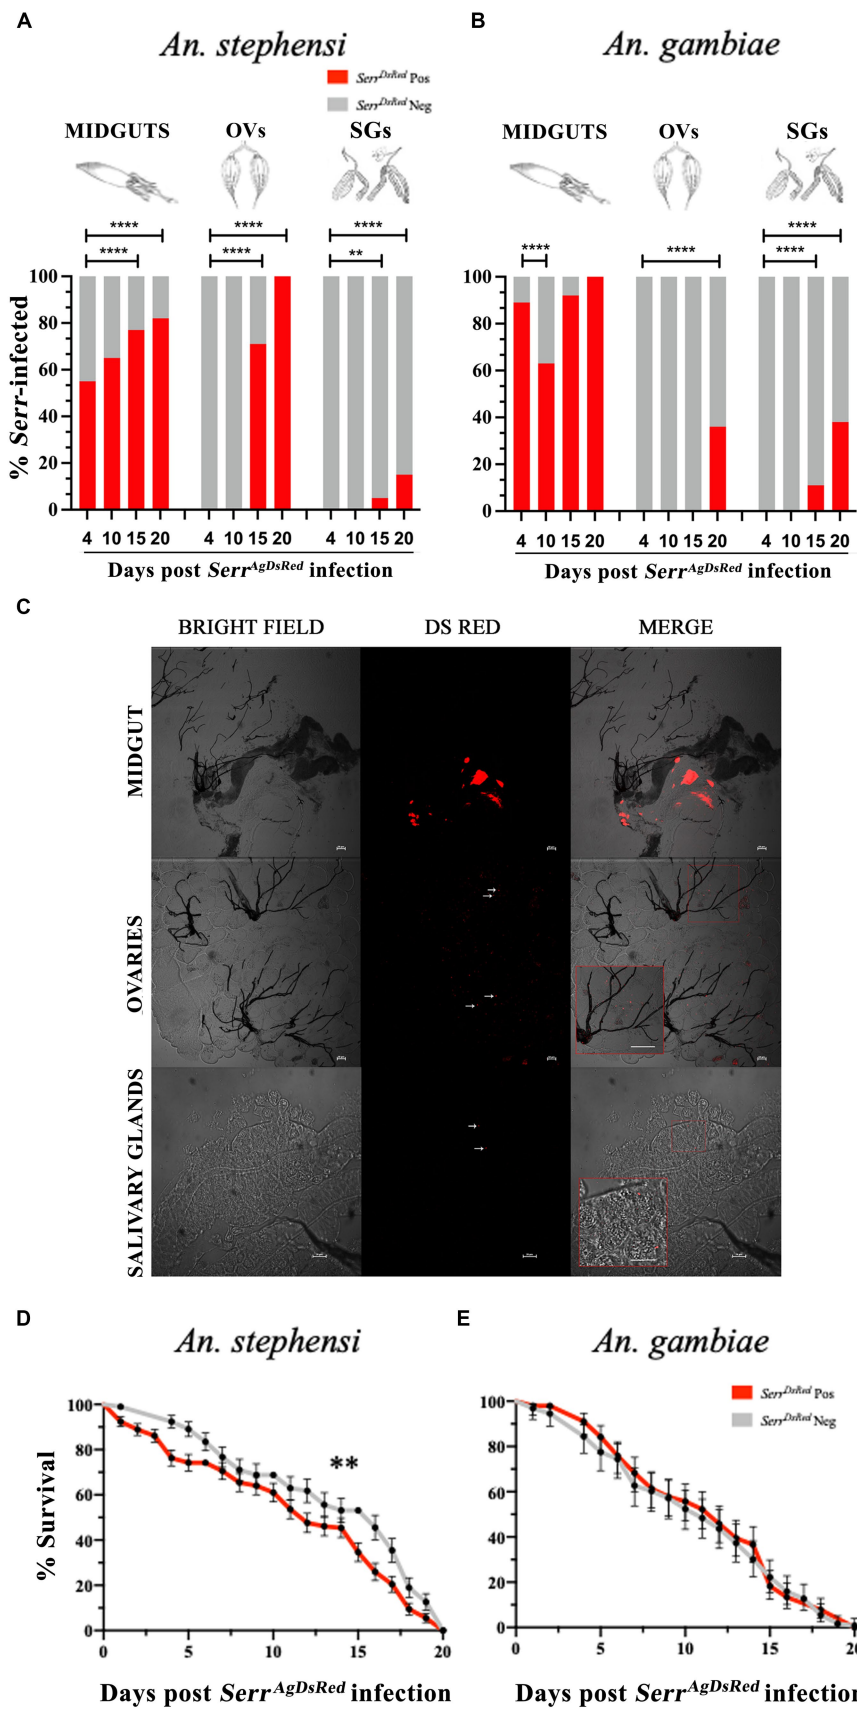 A
An. stephensi
Serr^DsRed Pos
Serr^DsRed Neg
MIDGUTS OVs SGs
**** **** ****
**** **** **
% Serr-infected
100
80
60
40
20
0
4 10 15 20 4 10 15 20 4 10 15 20
Days post Serr^AgDsRed infection
B
An. gambiae
MIDGUTS OVs SGs
****
**** **** ****
100
80
60
40
20
0
4 10 15 20 4 10 15 20 4 10 15 20
Days post Serr^AgDsRed infection
C
BRIGHT FIELD DS RED MERGE
MIDGUT
OVARIES
SALIVARY GLANDS
D
An. stephensi
**
% Survival
100
80
60
40
20
0
0 5 10 15 20
Days post Serr^AgDsRed infection
E
An. gambiae
Serr^DsRed Pos
Serr^DsRed Neg
100
80
60
40
20
0
0 5 10 15 20
Days post Serr^AgDsRed infection